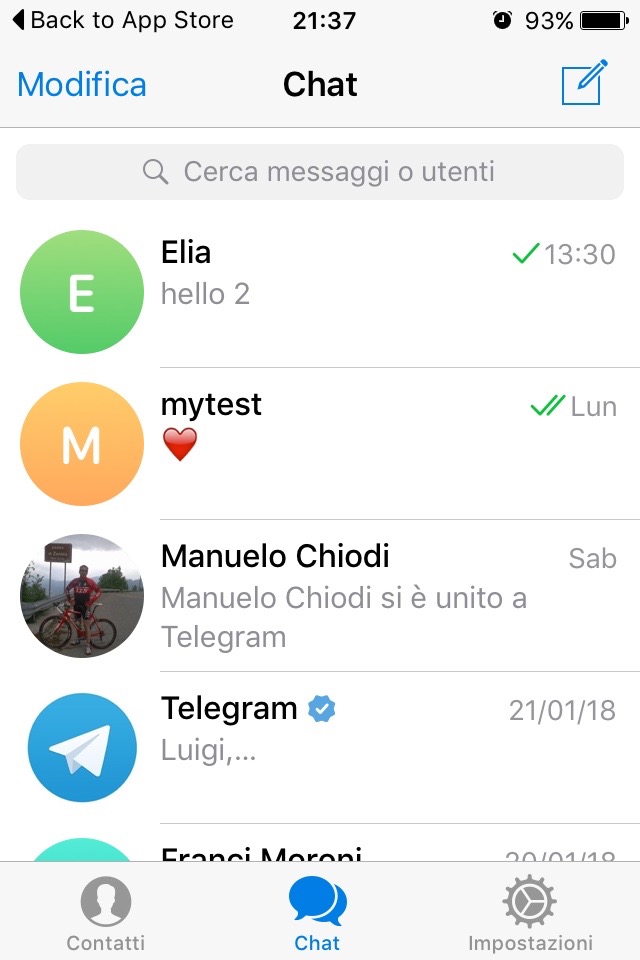 Back to App Store 21:37 93%
Modifica Chat
Cerca messaggi o utenti
E
Elia 13:30
hello 2
M
mytest Lun
Manuelo Chiodi Sab
Manuelo Chiodi si è unito a
Telegram
Telegram 21/01/18
Luigi,...
Franci Moroni 20/01/18
Contatti Chat Impostazioni